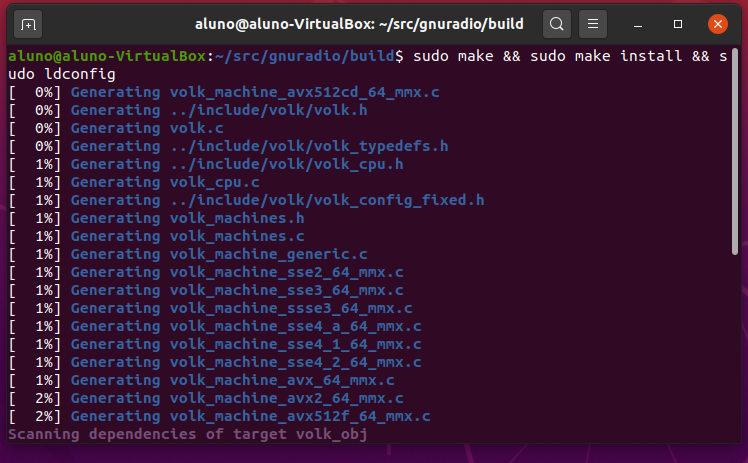 aluno@aluno-VirtualBox: ~/src/gnuradio/build
aluno@aluno-VirtualBox:~/src/gnuradio/build$ sudo make && sudo make install && s
udo ldconfig
[  0%] Generating volk_machine_avx512cd_64_mmx.c
[  0%] Generating ../include/volk/volk.h
[  0%] Generating volk.c
[  0%] Generating ../include/volk/volk_typedefs.h
[  1%] Generating ../include/volk/volk_cpu.h
[  1%] Generating volk_cpu.c
[  1%] Generating ../include/volk/volk_config_fixed.h
[  1%] Generating volk_machines.h
[  1%] Generating volk_machines.c
[  1%] Generating volk_machine_generic.c
[  1%] Generating volk_machine_sse2_64_mmx.c
[  1%] Generating volk_machine_sse3_64_mmx.c
[  1%] Generating volk_machine_ssse3_64_mmx.c
[  1%] Generating volk_machine_sse4_a_64_mmx.c
[  1%] Generating volk_machine_sse4_1_64_mmx.c
[  1%] Generating volk_machine_sse4_2_64_mmx.c
[  1%] Generating volk_machine_avx_64_mmx.c
[  2%] Generating volk_machine_avx2_64_mmx.c
[  2%] Generating volk_machine_avx512f_64_mmx.c
Scanning dependencies of target volk_obj